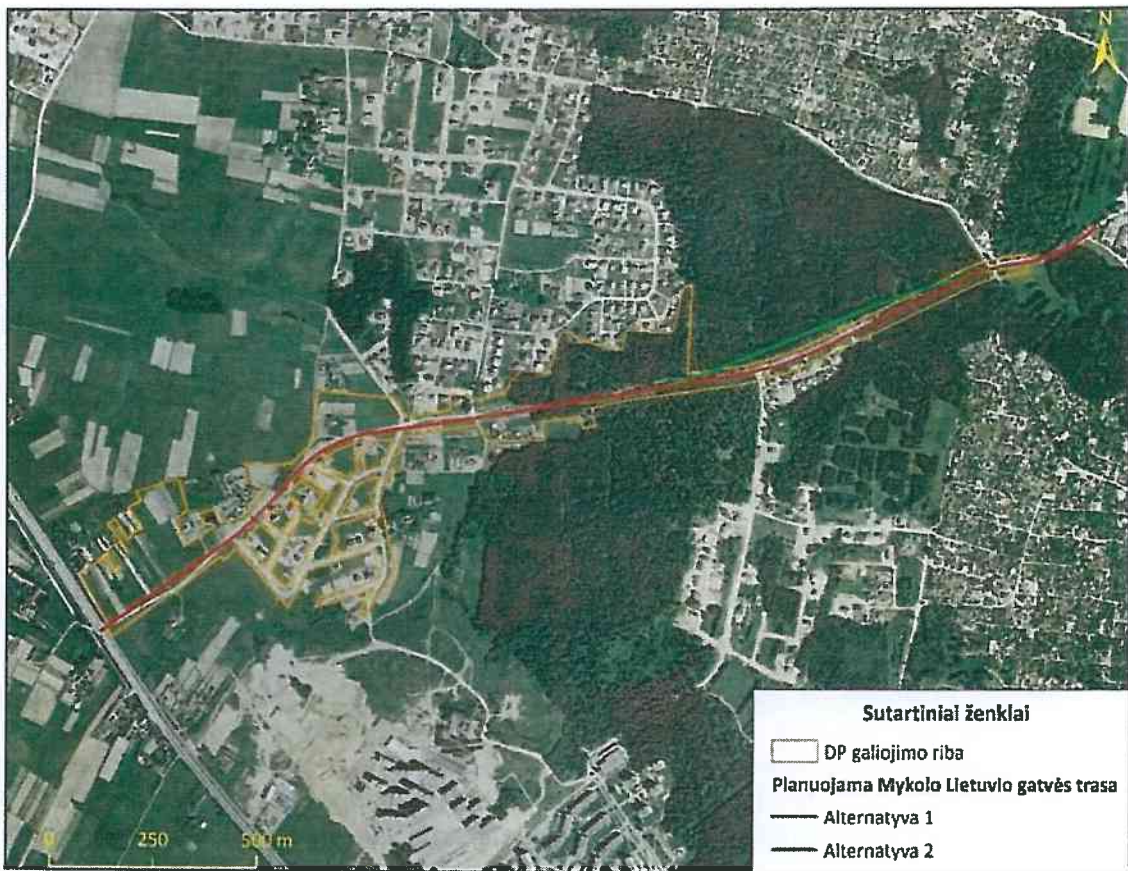 N
Sutartiniai ženklai
DP galiojimo riba
Planuojama Mykolo Lietuvio gatvės trasa
Alternatyva 1
Alternatyva 2
0 250 500 m